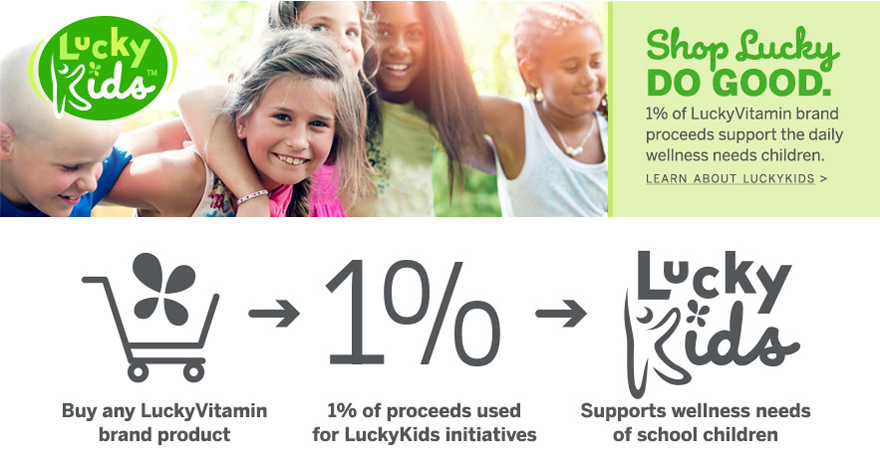 Lucky
Kids™
Shop Lucky
DO GOOD.
1% of LuckyVitamin brand
proceeds support the daily
wellness needs children.
LEARN ABOUT LUCKYKIDS >
1%
Lucky
Kids
Buy any LuckyVitamin
brand product
1% of proceeds used
for LuckyKids initiatives
Supports wellness needs
of school children